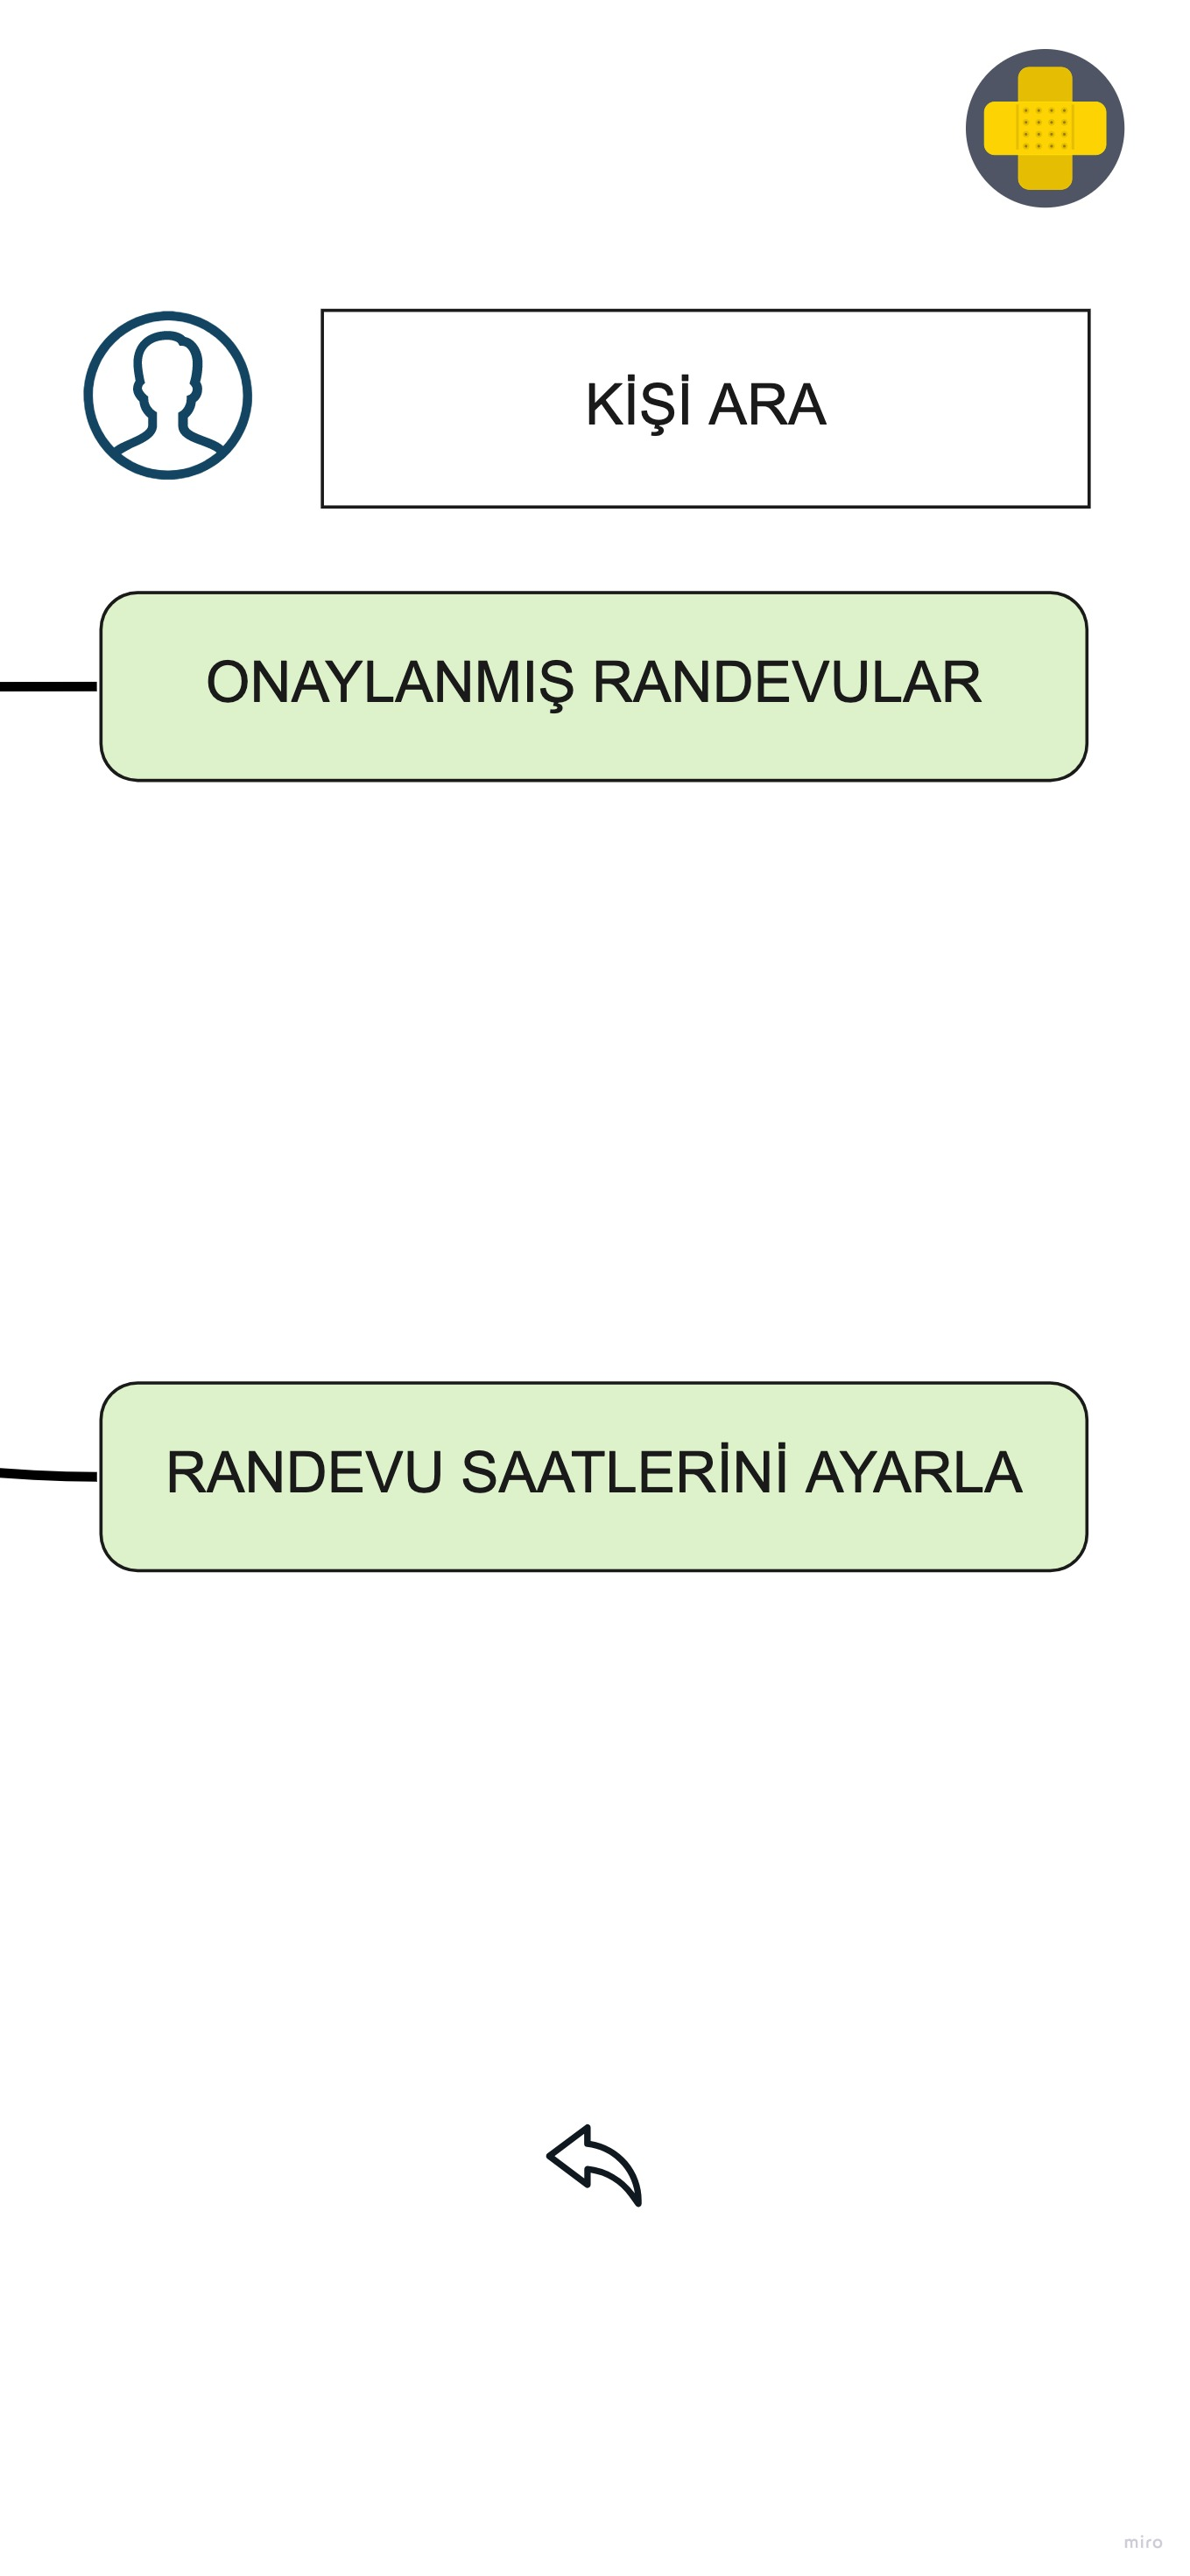 KİŞİ ARA
ONAYLANMIŞ RANDEVULAR
RANDEVU SAATLERİNİ AYARLA
miro